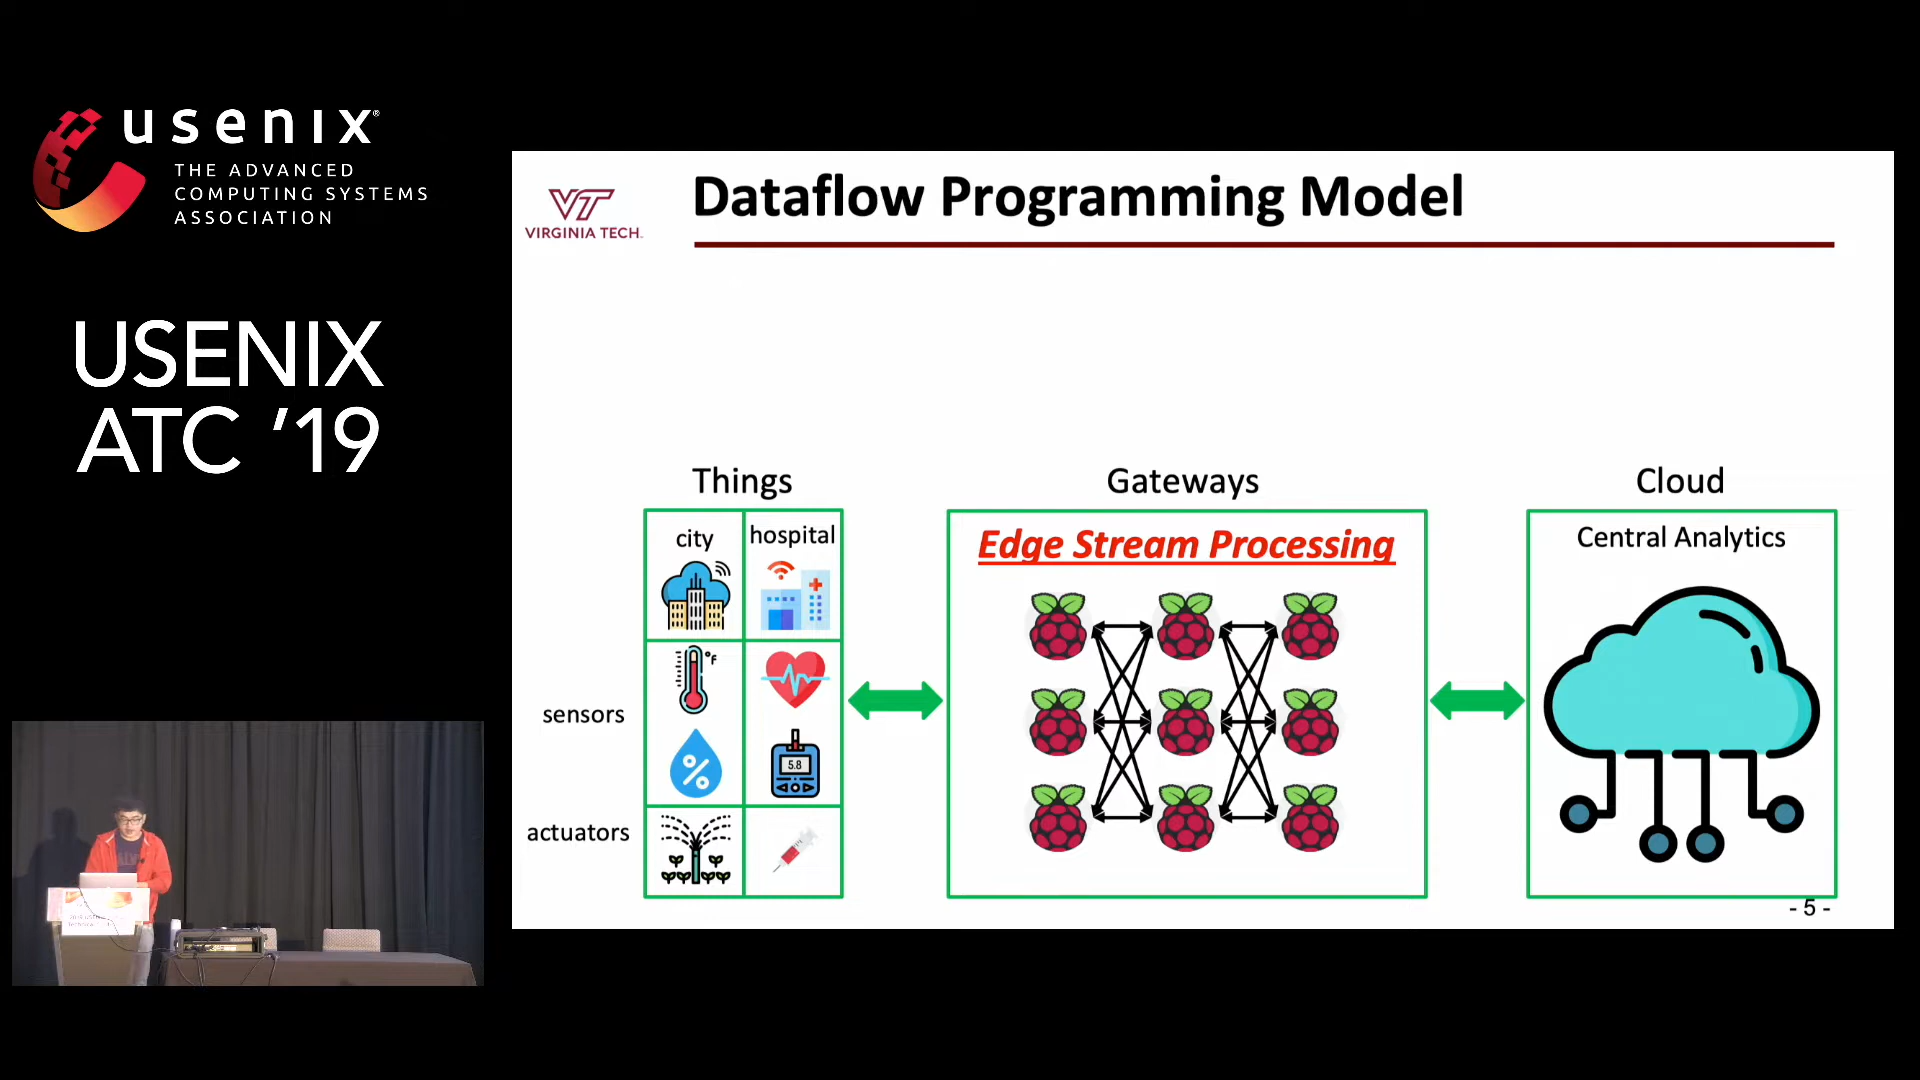 usenix®
THE ADVANCED
COMPUTING SYSTEMS
ASSOCIATION
USENIX
ATC ’19
VIRGINIA TECH.
Dataflow Programming Model
Things
Gateways
Cloud
city
hospital
Edge Stream Processing
Central Analytics
°F
sensors
%
5.8
actuators
- 5 -